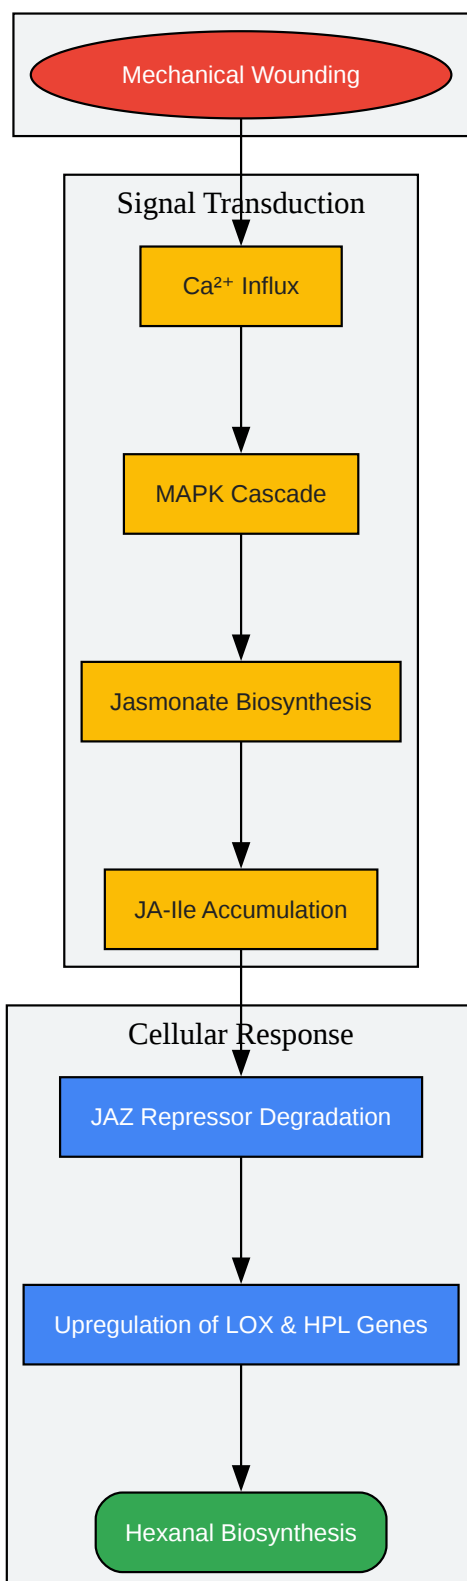 Mechanical Wounding
Signal Transduction
Ca²⁺ Influx
MAPK Cascade
Jasmonate Biosynthesis
JA-Ile Accumulation
Cellular Response
JAZ Repressor Degradation
Upregulation of LOX & HPL Genes
Hexanal Biosynthesis